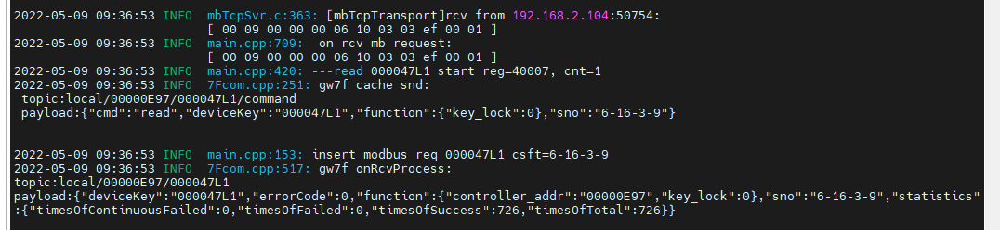 2022-05-09 09:36:53 INFO  mbTcpSvr.c:363: [mbTcpTransport]rcv from 192.168.2.104:50754:
[ 00 09 00 00 00 06 10 03 03 ef 00 01 ]
2022-05-09 09:36:53 INFO  main.cpp:709:  on rcv mb request:
[ 00 09 00 00 00 06 10 03 03 ef 00 01 ]
2022-05-09 09:36:53 INFO  main.cpp:420: ---read 000047L1 start reg=40007, cnt=1
2022-05-09 09:36:53 INFO  7Fcom.cpp:251: gw7f cache snd:
topic:local/00000E97/000047L1/command
payload:{"cmd":"read","deviceKey":"000047L1","function":{"key_lock":0},"sno":"6-16-3-9"}
2022-05-09 09:36:53 INFO  main.cpp:153: insert modbus req 000047L1 csft=6-16-3-9
2022-05-09 09:36:53 INFO  7Fcom.cpp:517: gw7f onRcvProcess:
topic:local/00000E97/000047L1
payload:{"deviceKey":"000047L1","errorCode":0,"function":{"controller_addr":"00000E97","key_lock":0},"sno":"6-16-3-9","statistics"
:{"timesOfContinuousFailed":0,"timesOfFailed":0,"timesOfSuccess":726,"timesOfTotal":726}}